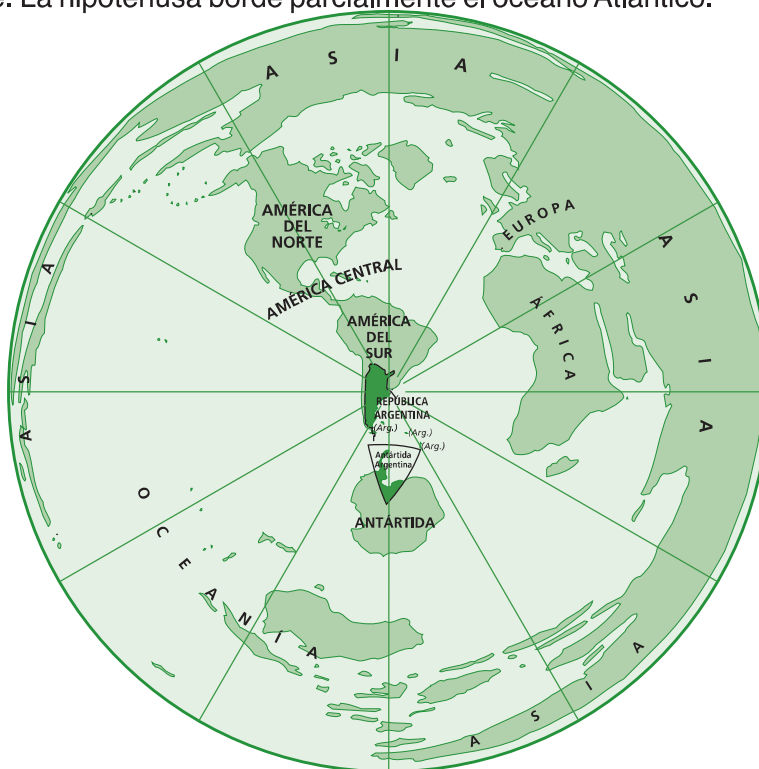 La hipotenusa borde parcialmente el océano Atlántico.
A S I A
AMÉRICA
DEL
NORTE
EUROPA
A S I A
A S I A
AMÉRICA CENTRAL
ÁFRICA
AMÉRICA
DEL
SUR
REPÚBLICA
ARGENTINA
(Arg.)
(Arg.)
(Arg.)
Antártida
Argentina
ANTÁRTIDA
OCEANÍA
A S I A